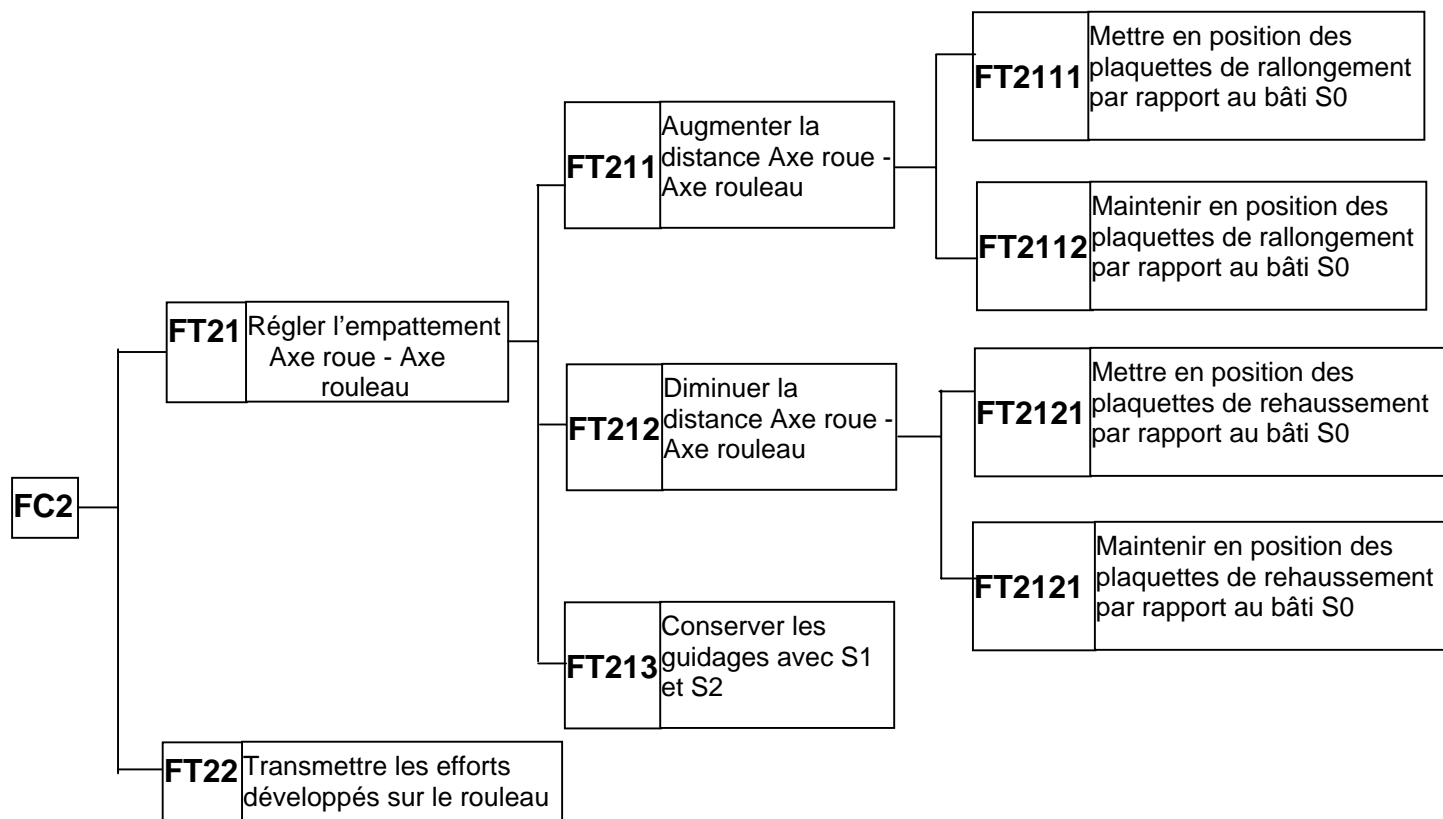 FC2
FT21
Régler l’empattement
Axe roue - Axe
rouleau
FT22
Transmettre les efforts
développés sur le rouleau
FT211
Augmenter la
distance Axe roue -
Axe rouleau
FT212
Diminuer la
distance Axe roue -
Axe rouleau
FT213
Conserver les
guidages avec S1
et S2
FT2111
Mettre en position des
plaquettes de rallongement
par rapport au bâti S0
FT2112
Maintenir en position des
plaquettes de rallongement
par rapport au bâti S0
FT2121
Mettre en position des
plaquettes de rehaussement
par rapport au bâti S0
FT2121
Maintenir en position des
plaquettes de rehaussement
par rapport au bâti S0